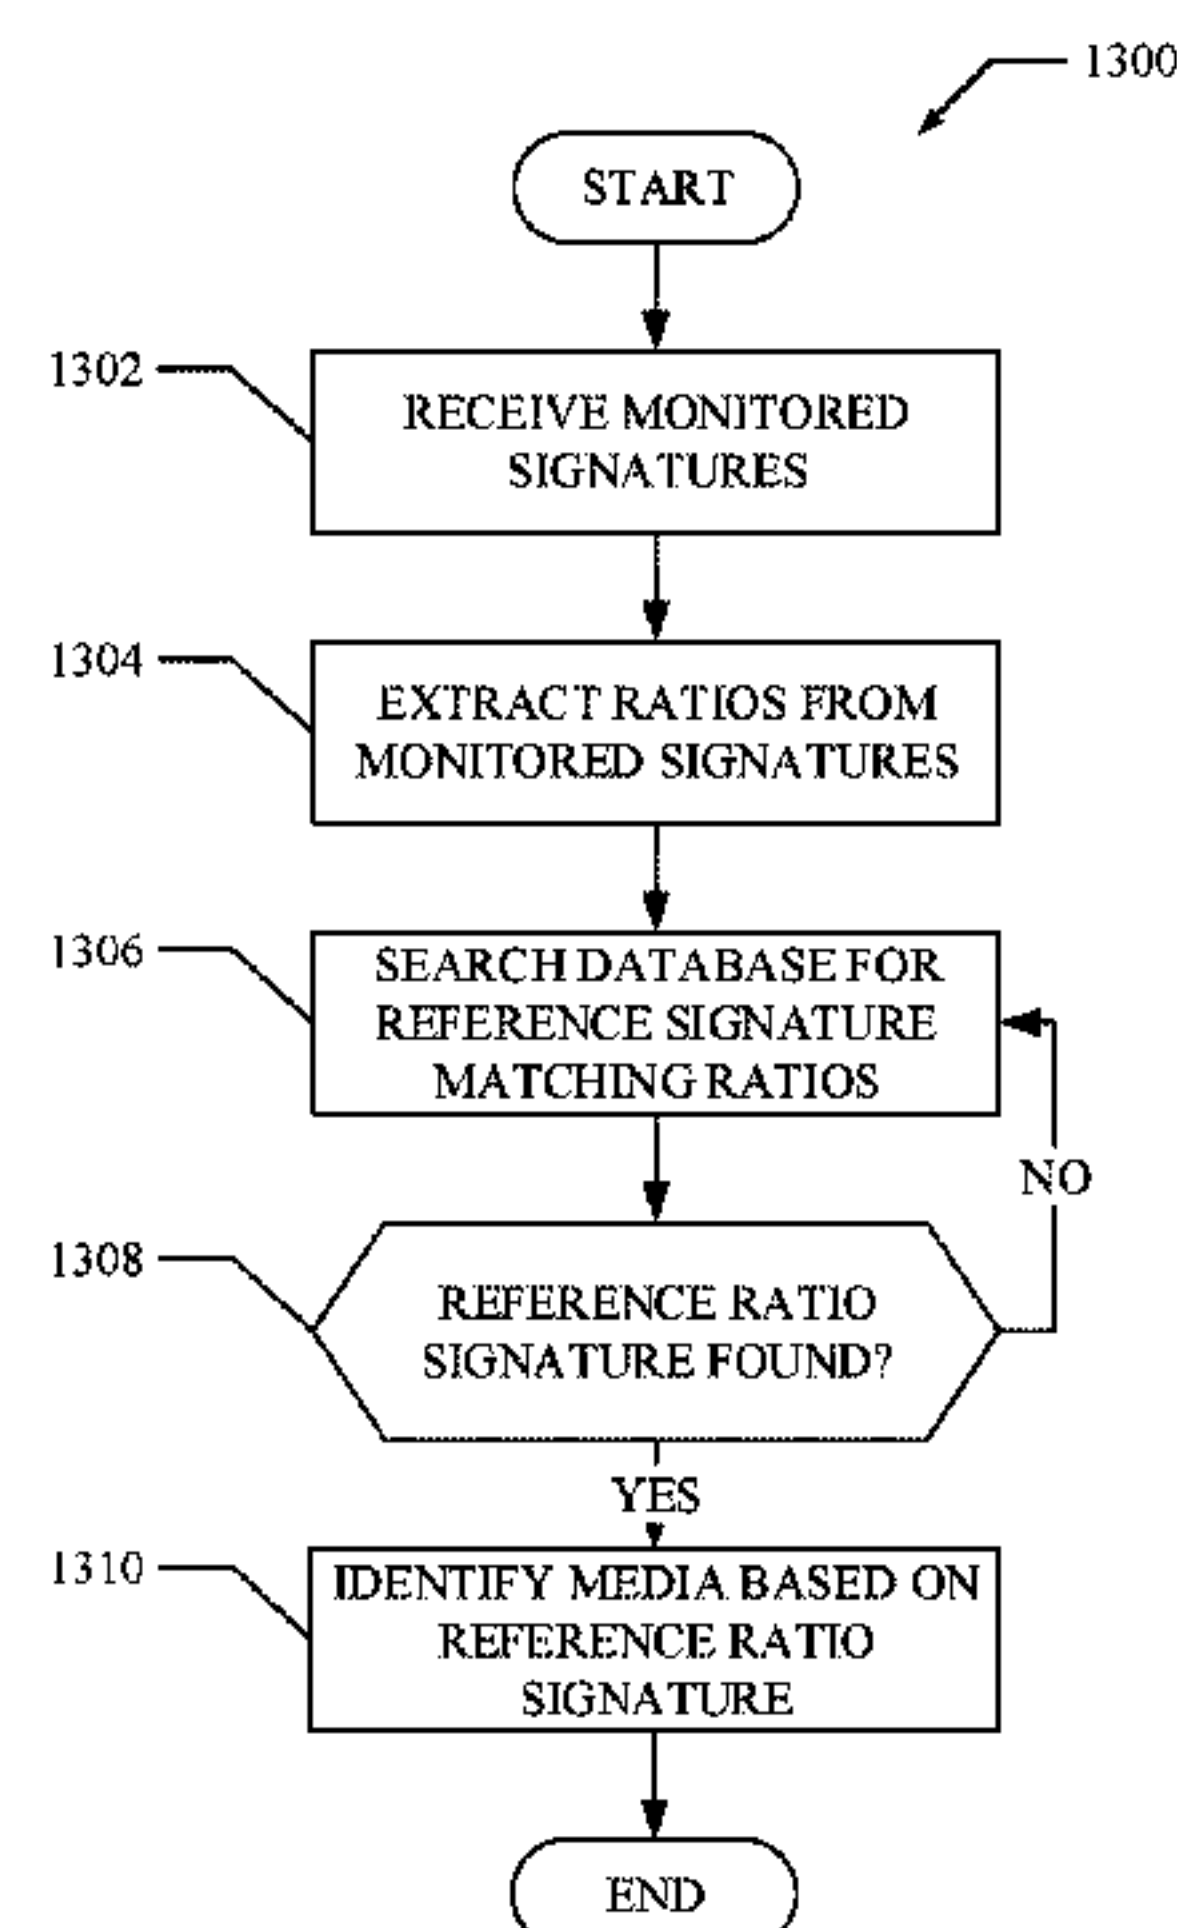 1300
START
1302
RECEIVE MONITORED
SIGNATURES
1304
EXTRACT RATIOS FROM
MONITORED SIGNATURES
1306
SEARCH DATABASE FOR
REFERENCE SIGNATURE
MATCHING RATIOS
NO
1308
REFERENCE RATIO
SIGNATURE FOUND?
YES
1310
IDENTIFY MEDIA BASED ON
REFERENCE RATIO
SIGNATURE
END